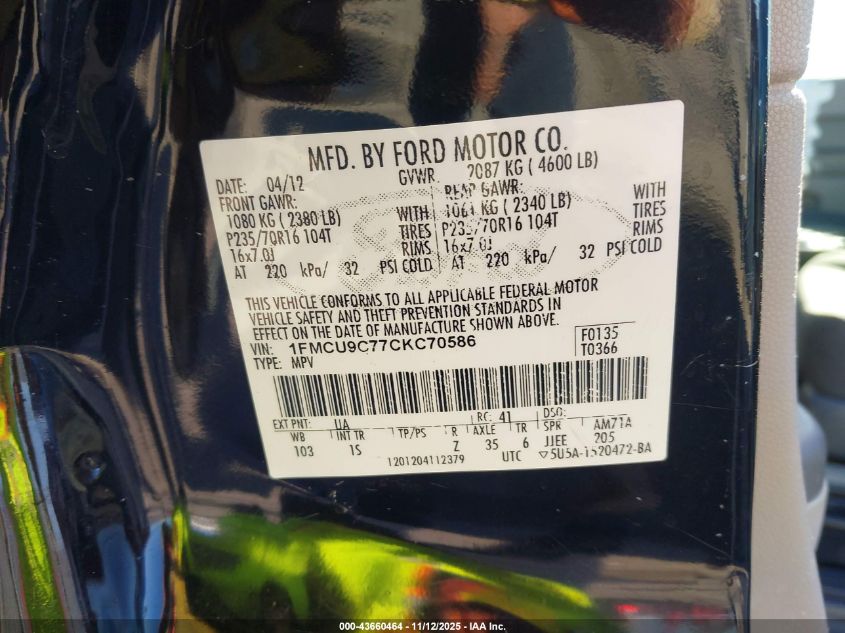 MFD. BY FORD MOTOR CO.
DATE: 04/12 GVWR: 2087 KG ( 4600 LB)
FRONT GAWR: REAR GAWR:
1080 KG ( 2380 LB) WITH 1061 KG ( 2340 LB) WITH
P235/70R16 104T TIRES P235/70R16 104T TIRES
16x7.0J RIMS 16x7.0J RIMS
AT 220 kPa/ 32 PSI COLD AT 220 kPa/ 32 PSI COLD
THIS VEHICLE CONFORMS TO ALL APPLICABLE FEDERAL MOTOR
VEHICLE SAFETY AND THEFT PREVENTION STANDARDS IN
EFFECT ON THE DATE OF MANUFACTURE SHOWN ABOVE.
VIN: 1FMCU9C77CKC70586 F0135
TYPE: MPV T0366
EXT PNT: UA RC: 41 DSO:
WB INT TR TP/PS R AXLE TR SPR AM71A
103 1S Z 35 6 JJEE 205
1201204112379 UTC ▽5U5A-1520472-BA
000-43660464 - 11/12/2025 - IAA Inc.